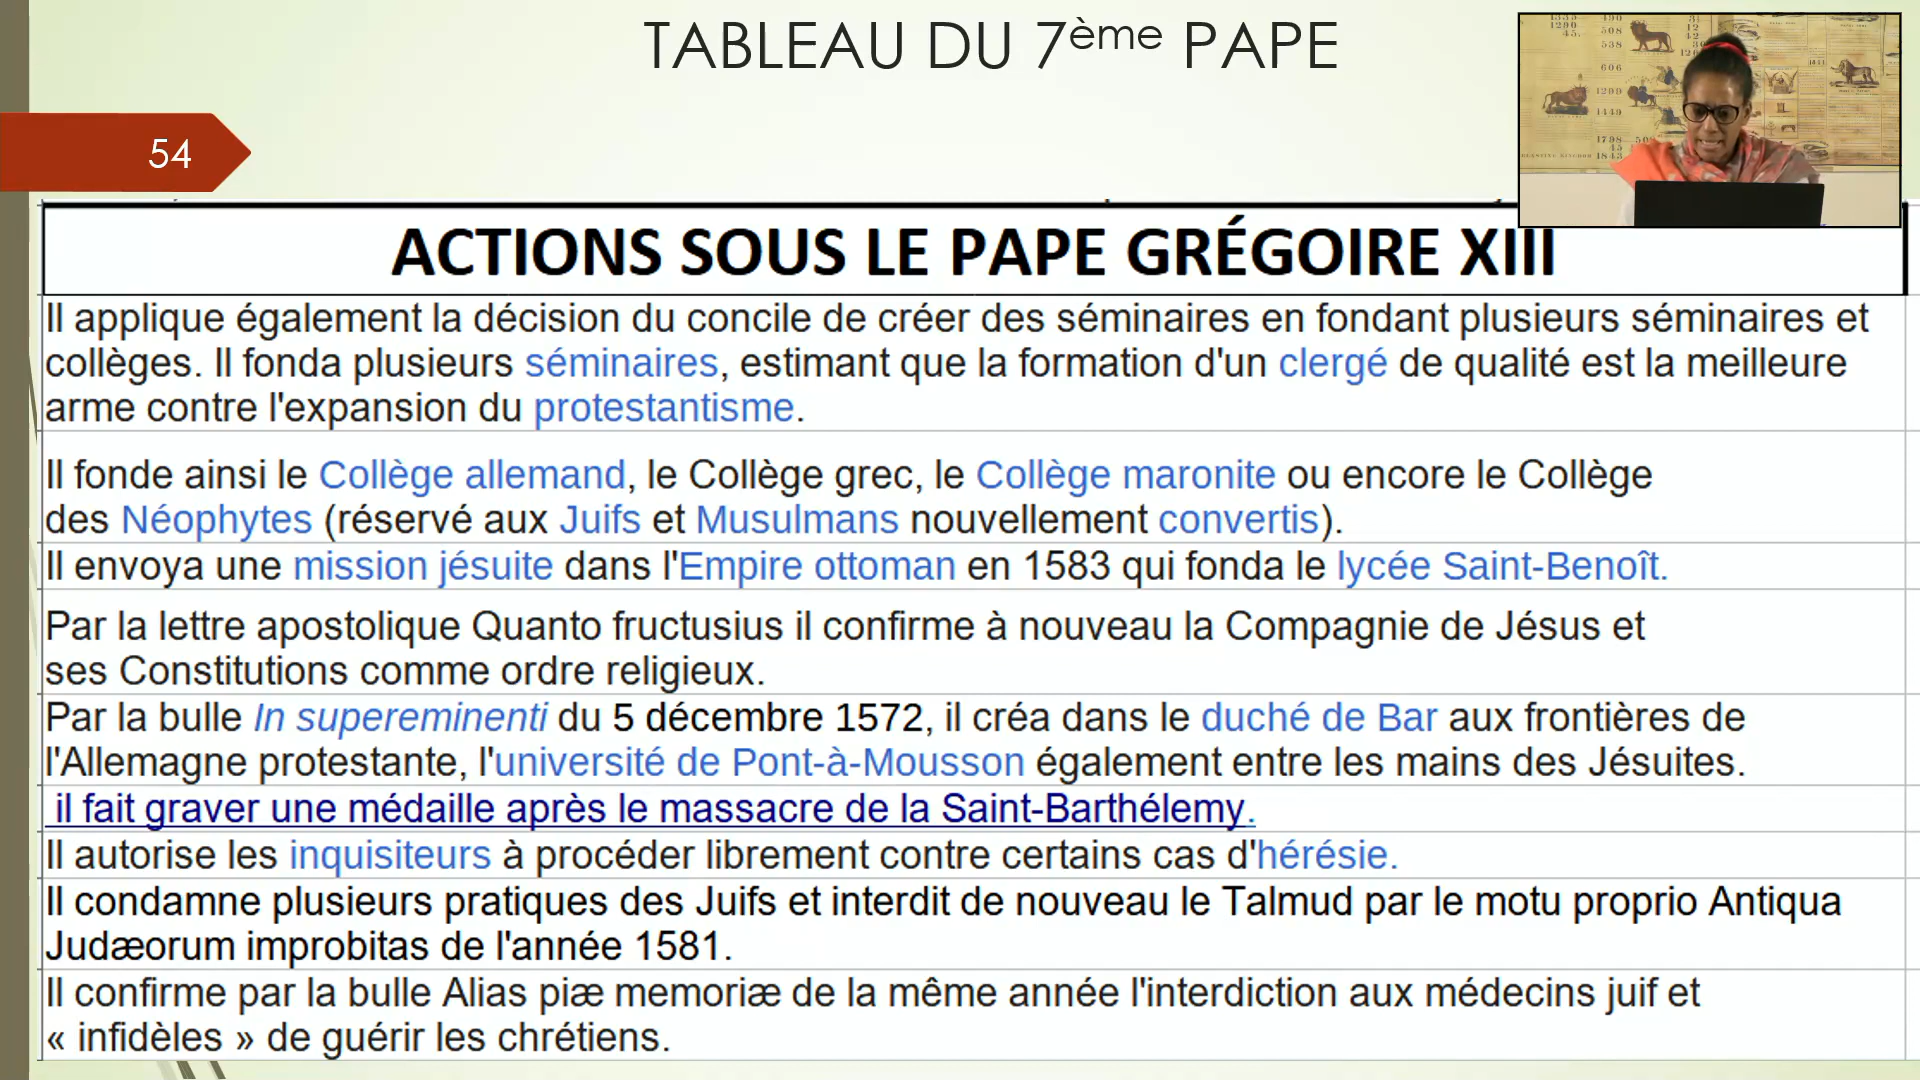 TABLEAU DU 7ème PAPE
54
ACTIONS SOUS LE PAPE GRÉGOIRE XIII
Il applique également la décision du concile de créer des séminaires en fondant plusieurs séminaires et
collèges. Il fonda plusieurs séminaires, estimant que la formation d'un clergé de qualité est la meilleure
arme contre l'expansion du protestantisme.
Il fonde ainsi le Collège allemand, le Collège grec, le Collège maronite ou encore le Collège
des Néophytes (réservé aux Juifs et Musulmans nouvellement convertis).
Il envoya une mission jésuite dans l'Empire ottoman en 1583 qui fonda le lycée Saint-Benoît.
Par la lettre apostolique Quanto fructusius il confirme à nouveau la Compagnie de Jésus et
ses Constitutions comme ordre religieux.
Par la bulle In supereminenti du 5 décembre 1572, il créa dans le duché de Bar aux frontières de
l'Allemagne protestante, l'université de Pont-à-Mousson également entre les mains des Jésuites.
il fait graver une médaille après le massacre de la Saint-Barthélemy.
Il autorise les inquisiteurs à procéder librement contre certains cas d'hérésie.
Il condamne plusieurs pratiques des Juifs et interdit de nouveau le Talmud par le motu proprio Antiqua
Judæorum improbitas de l'année 1581.
Il confirme par la bulle Alias piæ memoriæ de la même année l'interdiction aux médecins juif et
« infidèles » de guérir les chrétiens.
508
538
606
1299
1449
1798
1843